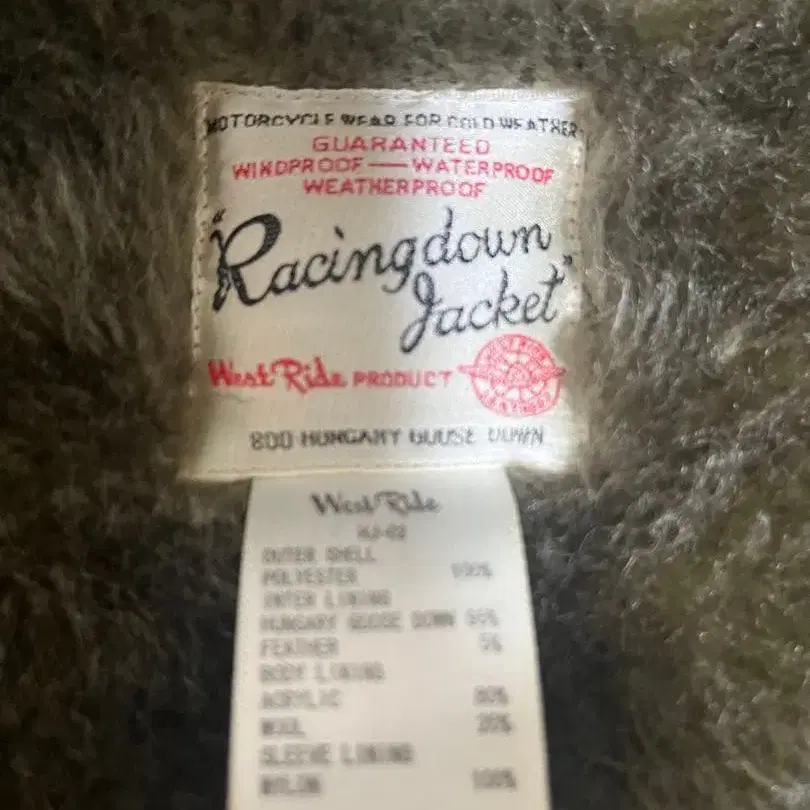 MOTORCYCLE WEAR FOR COLD WEATHER
GUARANTEED
WINDPROOF — WATERPROOF
WEATHERPROOF
"Racing down
Jacket"
West Ride PRODUCT
800 HUNGARY GOOSE DOWN
West Ride
OUTER SHELL
POLYESTER 100%
INTER LINING
HUNGARY GOOSE DOWN 95%
FEATHER 5%
BODY LINING
ACRYLIC 80%
WOOL 20%
SLEEVE LINING
NYLON 100%